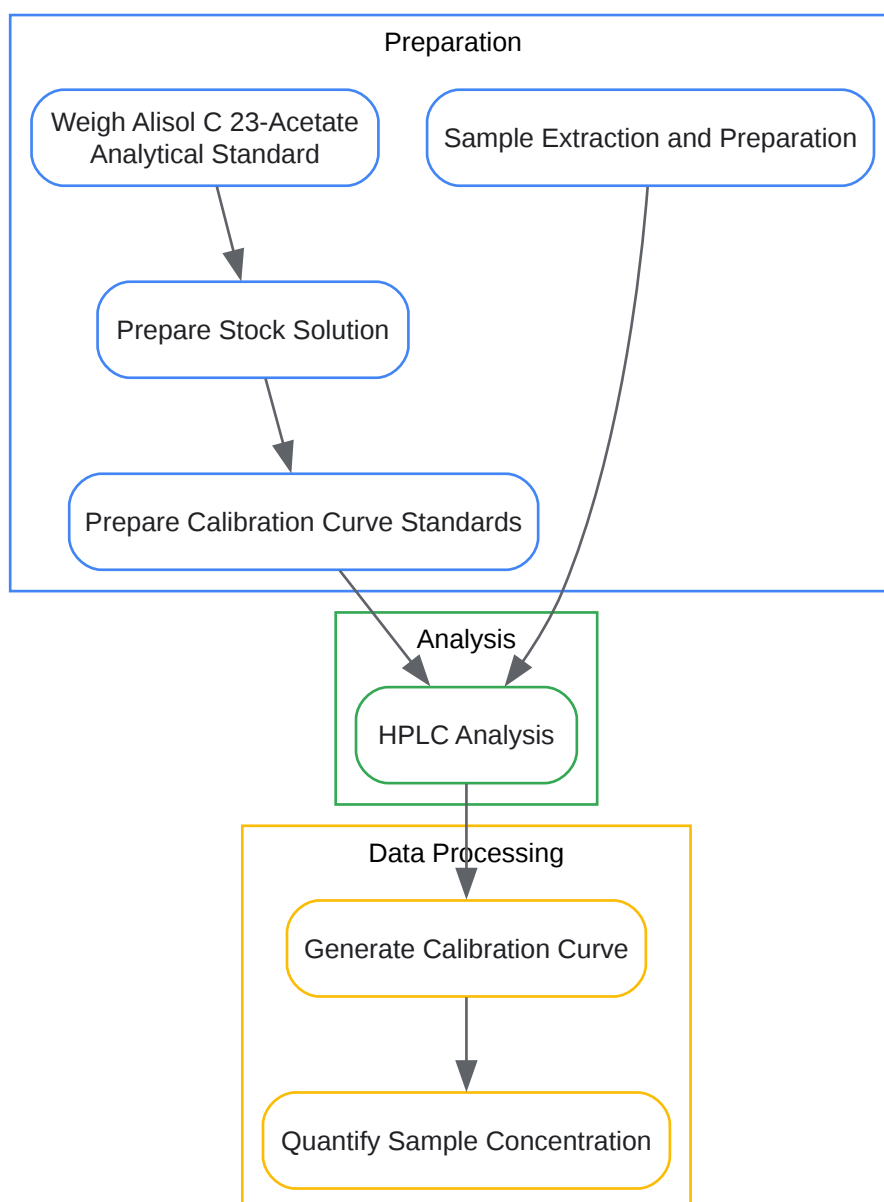 Preparation
Weigh Alisol C 23-Acetate
Analytical Standard
Sample Extraction and Preparation
Prepare Stock Solution
Prepare Calibration Curve Standards
Analysis
HPLC Analysis
Data Processing
Generate Calibration Curve
Quantify Sample Concentration